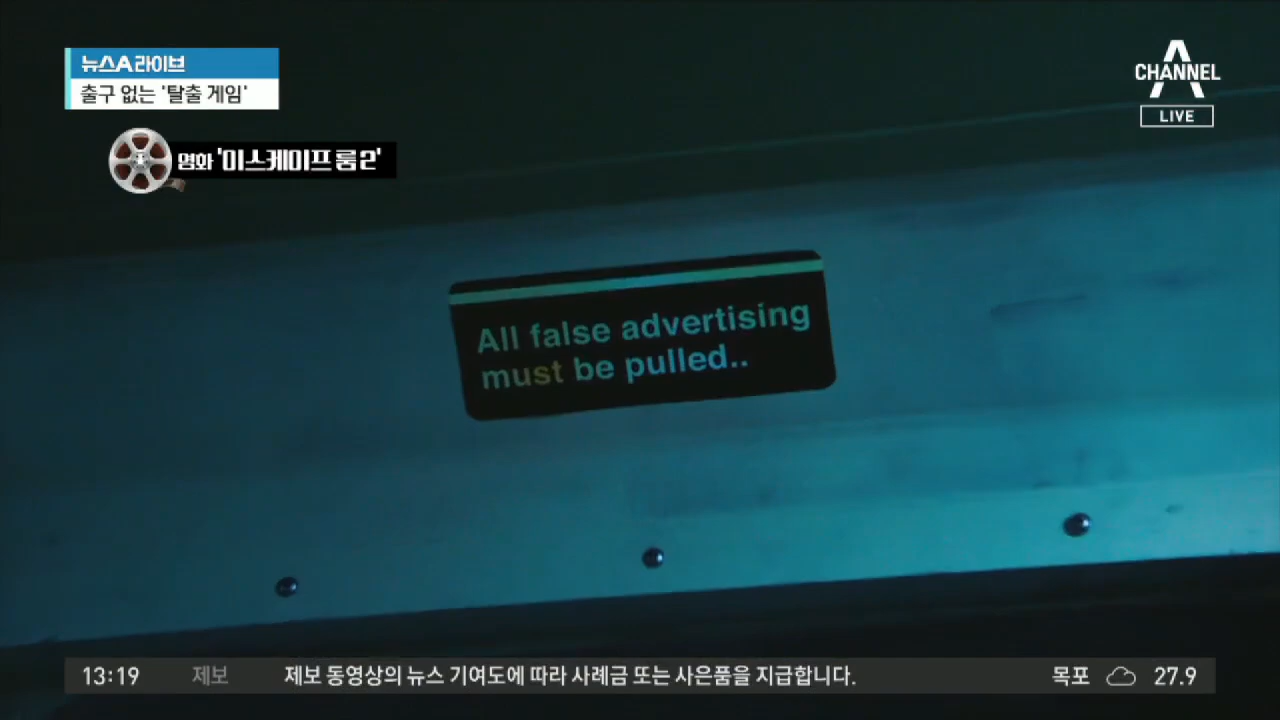 뉴스A 라이브
출구 없는 '탈출 게임'
영화 '이스케이프 룸 2'
CHANNEL A
LIVE
All false advertising
must be pulled..
13:19 제보 제보 동영상의 뉴스 기여도에 따라 사례금 또는 사은품을 지급합니다. 목포 27.9